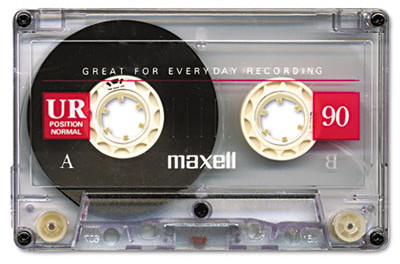 GREAT FOR EVERYDAY RECORDING
UR
POSITION
NORMAL
90
A
maxell
B